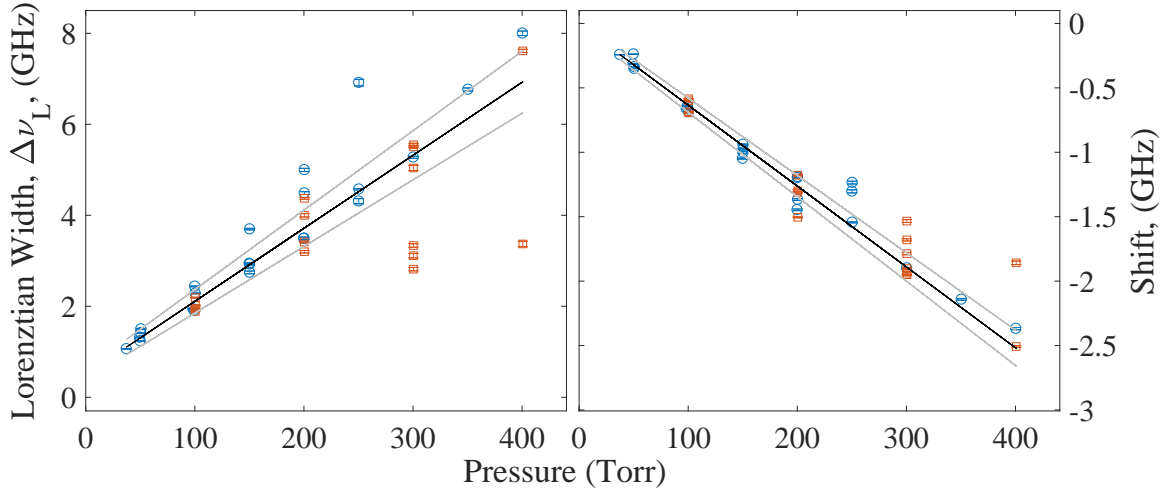 8
6
4
2
0
Lorenztian Width, Δν_L, (GHz)
0 100 200 300 400
0
-0.5
-1
-1.5
-2
-2.5
-3
Shift, (GHz)
0 100 200 300 400
Pressure (Torr)